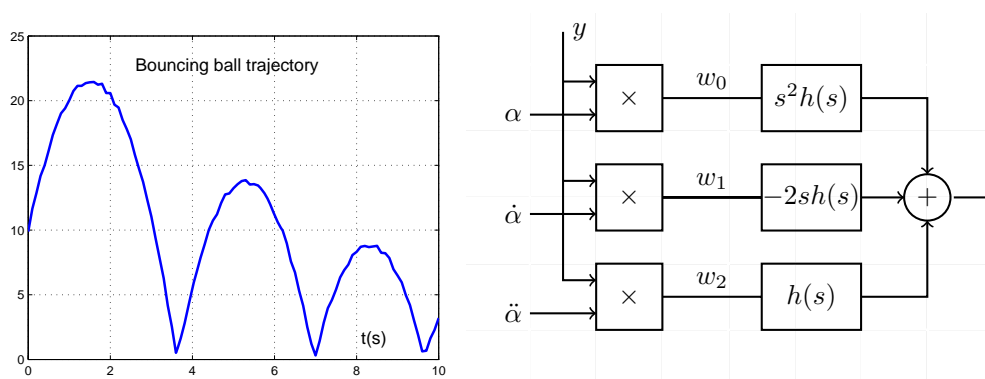 Bouncing ball trajectory
25
20
15
10
5
0
0 2 4 6 8 10
t(s)
y
α × w₀ s²h(s)
α̇ × w₁ −2sh(s) +
α̈ × w₂ h(s)